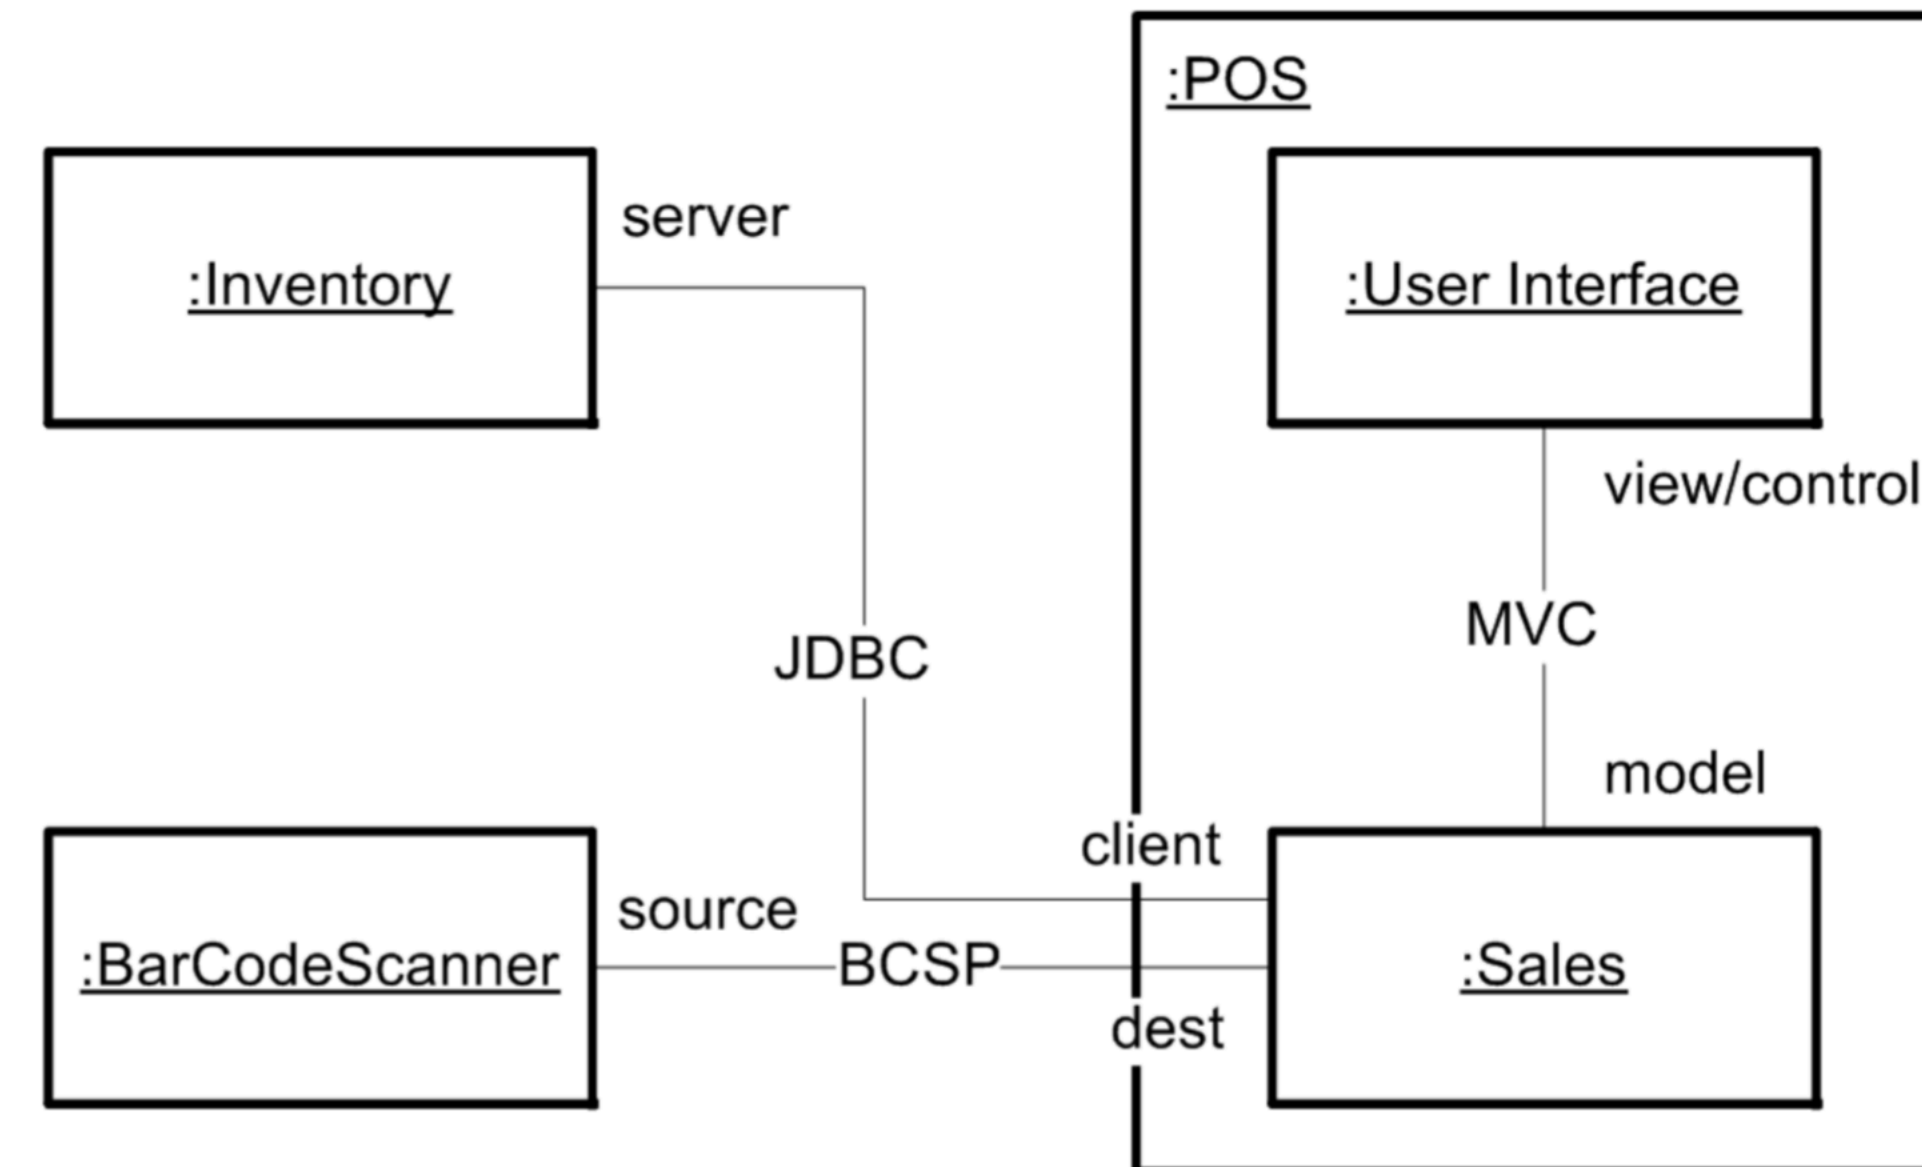 :POS
:Inventory
server
:User Interface
view/control
MVC
JDBC
model
client
:BarCodeScanner
source
BCSP
:Sales
dest